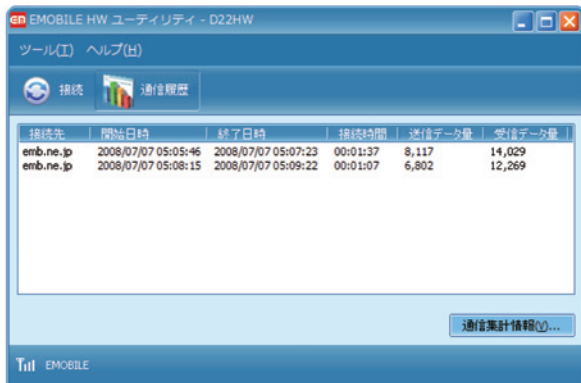 EMOBILE HW ユーティリティ - D22HW
ツール(T) ヘルプ(H)
接続 通信履歴
接続先 開始日時 終了日時 接続時間 送信データ量 受信データ量
emb.ne.jp 2008/07/07 05:05:46 2008/07/07 05:07:23 00:01:37 8,117 14,029
emb.ne.jp 2008/07/07 05:08:15 2008/07/07 05:09:22 00:01:07 6,802 12,269
通信集計情報(V)...
EMOBILE